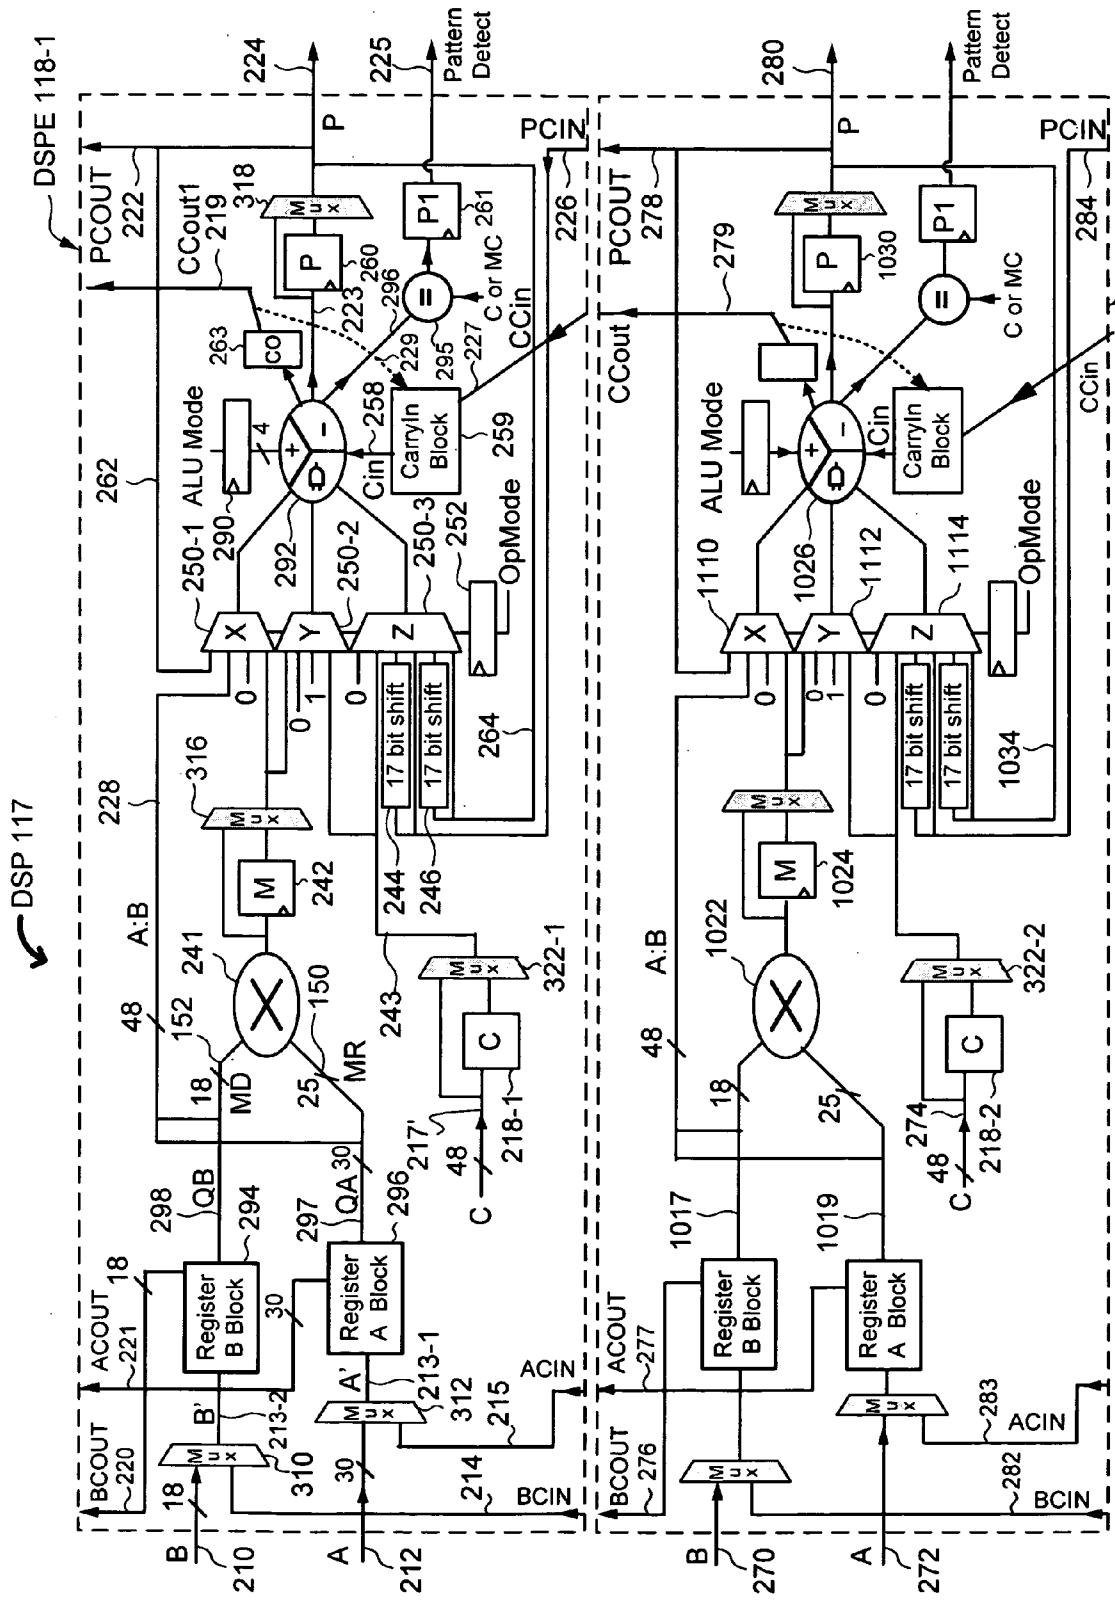 DSP 117
DSPE 118-1
BCOUT
220
ACOUT
221
18
B
18
210
Mux
310
B'
213-2
Register B Block
294
298
QB
30
A
212
30
Mux
312
A'
213-1
Register A Block
296
297
QA
30
214
BCIN
215
ACIN
48
A:B
228
152
18
MD
241
150
25
MR
M
242
Mux
316
C
48
217'
C
218-1
Mux
322-1
243
244
246
17 bit shift
17 bit shift
264
0
0
1
0
X
Y
Z
250-1
250-2
250-3
252
OpMode
262
290
ALU Mode
4
292
+
−
Cin
258
CarryIn Block
259
229
227
CCin
263
CO
CCout1
219
PCOUT
222
223
P
260
Mux
318
296
=
295
C or MC
P1
261
P
224
225
Pattern Detect
PCIN
226
BCOUT
276
ACOUT
277
B
270
Mux
Register B Block
1017
A
272
Mux
Register A Block
1019
282
BCIN
283
ACIN
48
A:B
18
25
1022
M
1024
Mux
C
48
274
C
218-2
Mux
322-2
17 bit shift
17 bit shift
1034
0
0
1
0
X
Y
Z
1110
1112
1114
OpMode
ALU Mode
1026
+
−
Cin
CarryIn Block
CCin
CCout
279
PCOUT
278
P
1030
Mux
=
C or MC
P1
P
280
Pattern Detect
PCIN
284